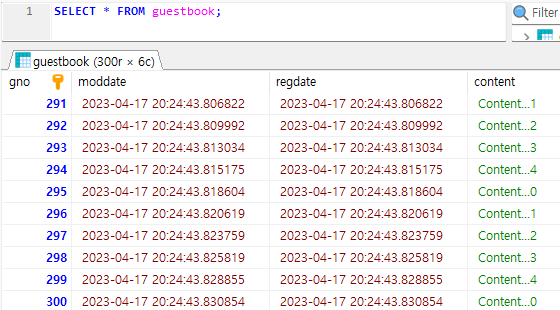 1 SELECT * FROM guestbook;
Filter
guestbook (300r × 6c)
gno moddate regdate content
291 2023-04-17 20:24:43.806822 2023-04-17 20:24:43.806822 Content...1
292 2023-04-17 20:24:43.809992 2023-04-17 20:24:43.809992 Content...2
293 2023-04-17 20:24:43.813034 2023-04-17 20:24:43.813034 Content...3
294 2023-04-17 20:24:43.815175 2023-04-17 20:24:43.815175 Content...4
295 2023-04-17 20:24:43.818604 2023-04-17 20:24:43.818604 Content...0
296 2023-04-17 20:24:43.820619 2023-04-17 20:24:43.820619 Content...1
297 2023-04-17 20:24:43.823759 2023-04-17 20:24:43.823759 Content...2
298 2023-04-17 20:24:43.825819 2023-04-17 20:24:43.825819 Content...3
299 2023-04-17 20:24:43.828855 2023-04-17 20:24:43.828855 Content...4
300 2023-04-17 20:24:43.830854 2023-04-17 20:24:43.830854 Content...0